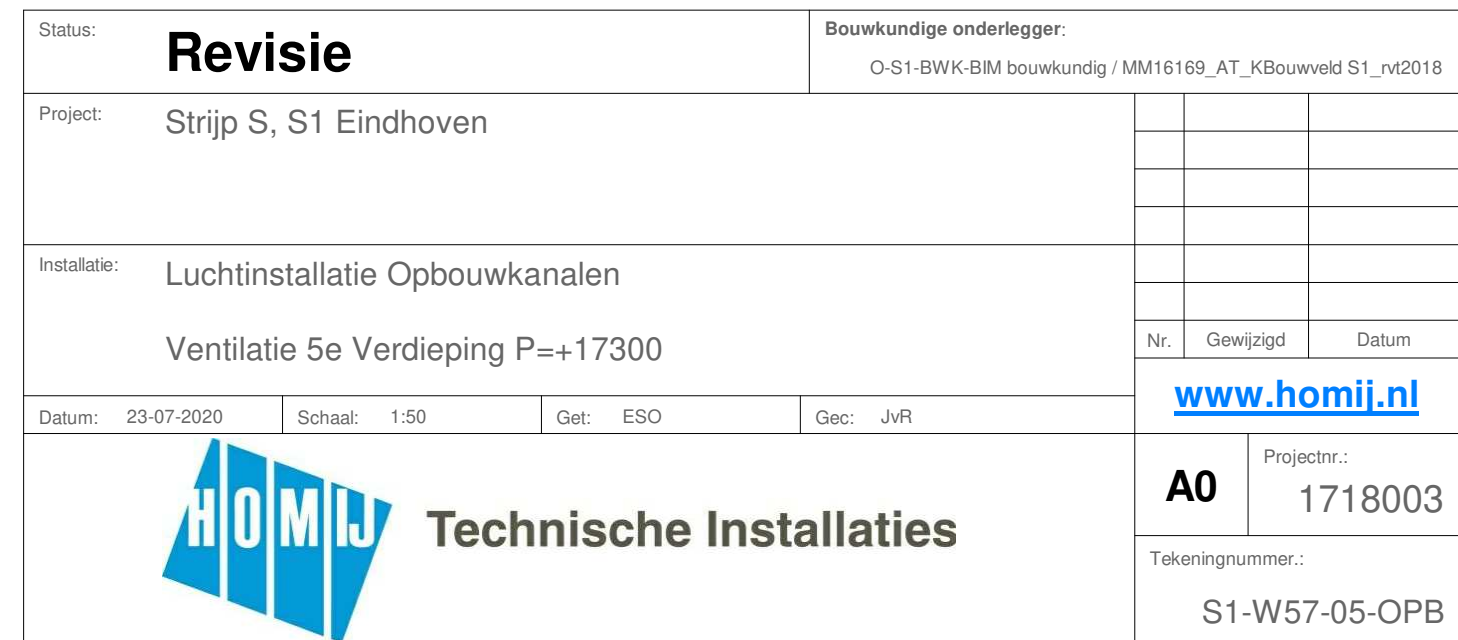 Status: Revisie
Bouwkundige onderlegger:
O-S1-BWK-BIM bouwkundig / MM16169_AT_KBouwveld S1_rvt2018
Project: Strijp S, S1 Eindhoven
Installatie: Luchtinstallatie Opbouwkanalen
Ventilatie 5e Verdieping P=+17300
Nr. Gewijzigd Datum
www.homij.nl
Datum: 23-07-2020 Schaal: 1:50 Get: ESO Gec: JvR
HOMIJ Technische Installaties
A0
Projectnr.:
1718003
Tekeningnummer.:
S1-W57-05-OPB